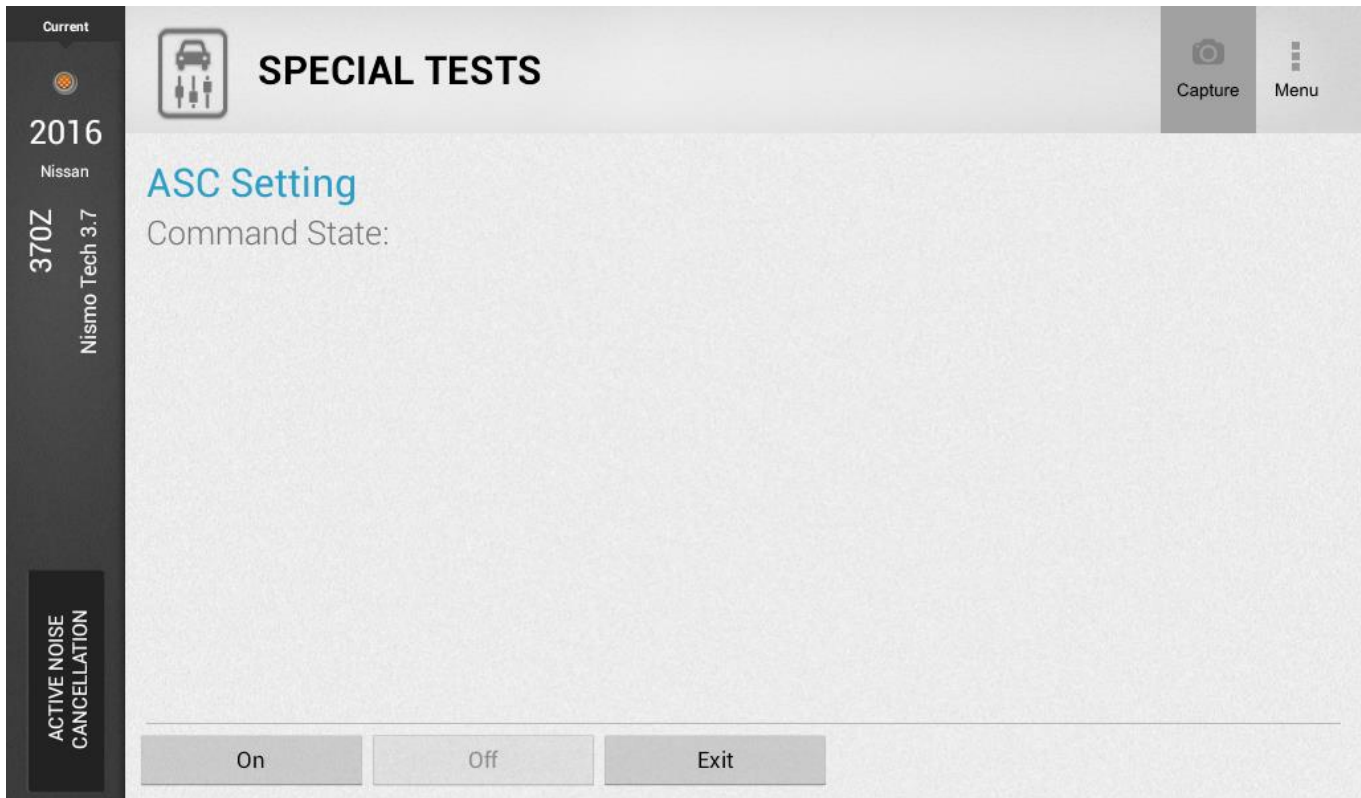 Current
2016
Nissan
370Z
Nismo Tech 3.7
ACTIVE NOISE
CANCELLATION
SPECIAL TESTS
Capture
Menu
ASC Setting
Command State:
On
Off
Exit